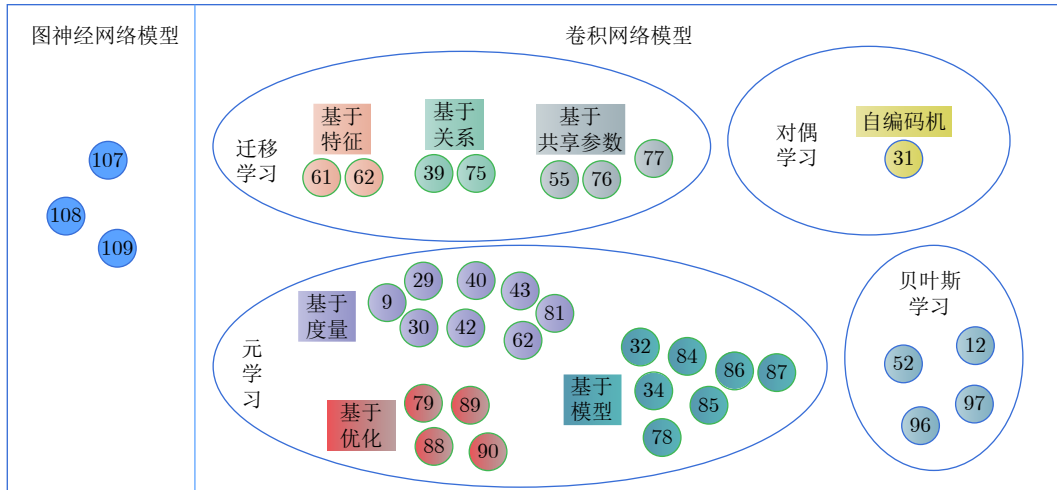 图神经网络模型
107
108
109
卷积网络模型
迁移
学习
基于
特征
61
62
基于
关系
39
75
基于
共享参数
55
76
77
对偶
学习
自编码机
31
元
学
习
基于
度量
9
29
40
43
81
30
42
62
基于
优化
79
89
88
90
基于
模型
32
84
86
87
34
85
78
贝叶斯
学习
52
12
97
96